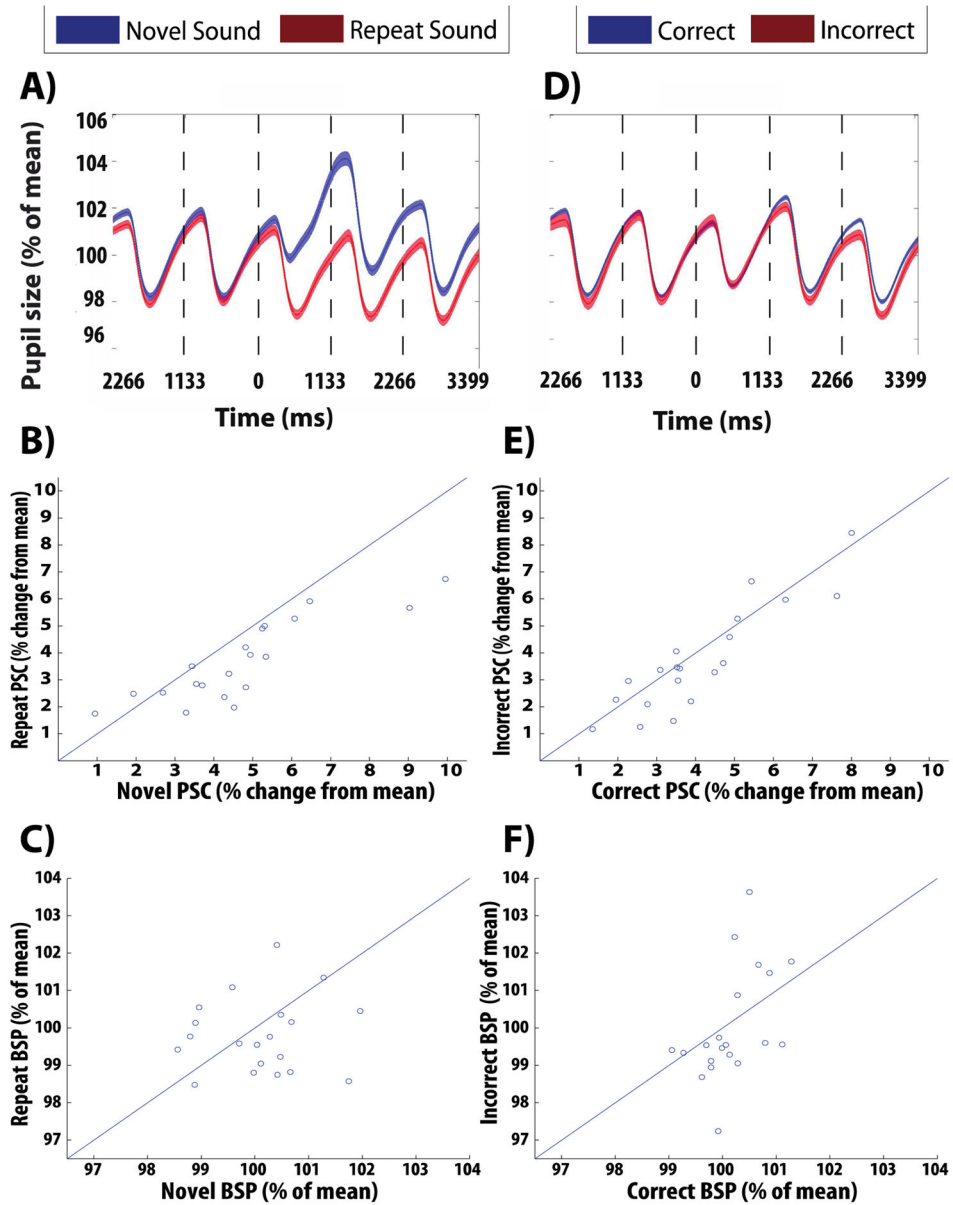 Novel Sound Repeat Sound
Correct Incorrect
A)
Pupil size (% of mean)
106
104
102
100
98
96
2266 1133 0 1133 2266 3399
Time (ms)
D)
2266 1133 0 1133 2266 3399
Time (ms)
B)
Repeat PSC (% change from mean)
10
9
8
7
6
5
4
3
2
1
1 2 3 4 5 6 7 8 9 10
Novel PSC (% change from mean)
E)
Incorrect PSC (% change from mean)
10
9
8
7
6
5
4
3
2
1
1 2 3 4 5 6 7 8 9 10
Correct PSC (% change from mean)
C)
Repeat BSP (% of mean)
104
103
102
101
100
99
98
97
97 98 99 100 101 102 103 104
Novel BSP (% of mean)
F)
Incorrect BSP (% of mean)
104
103
102
101
100
99
98
97
97 98 99 100 101 102 103 104
Correct BSP (% of mean)